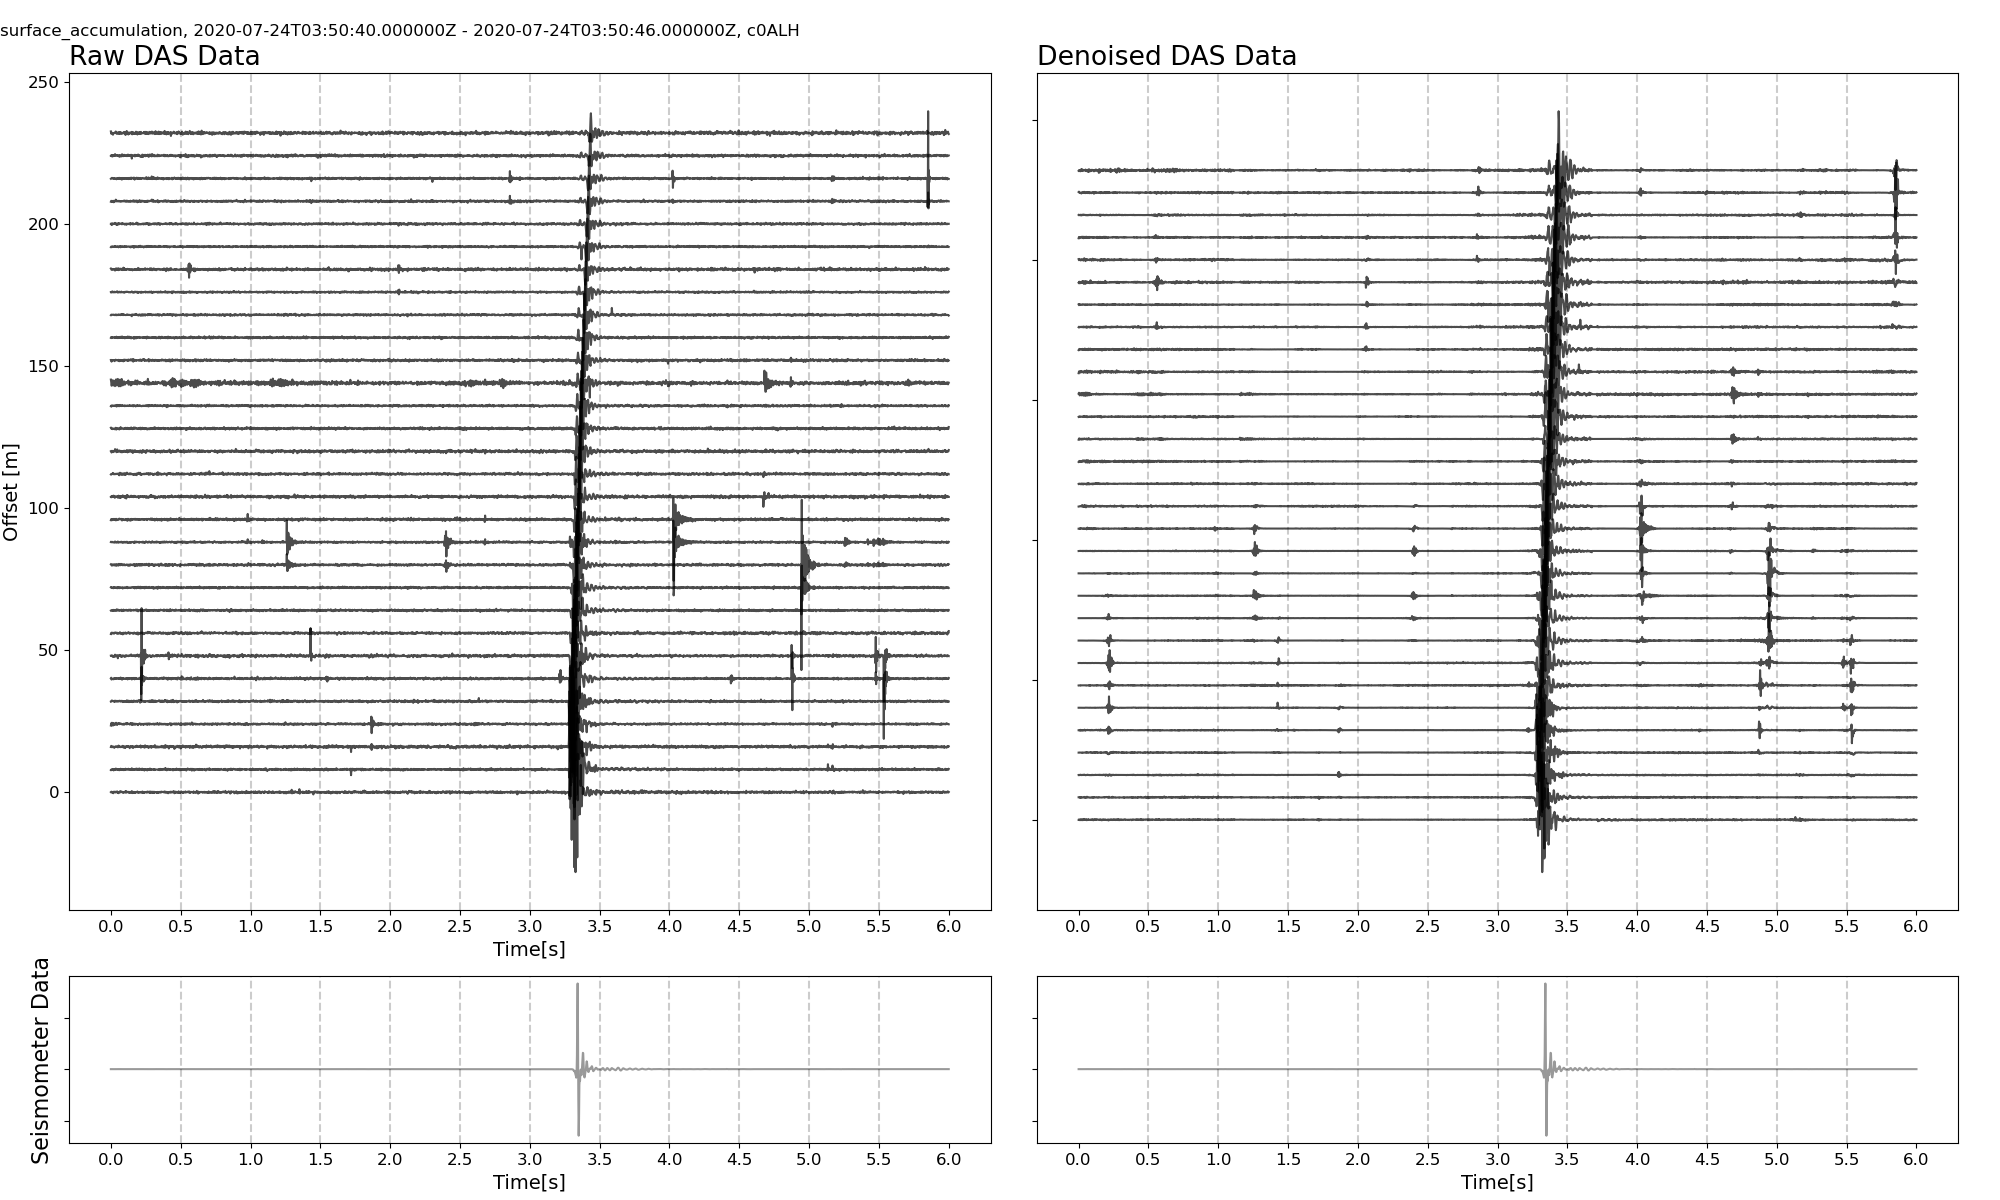 surface_accumulation, 2020-07-24T03:50:40.000000Z - 2020-07-24T03:50:46.000000Z, c0ALH
Raw DAS Data
Denoised DAS Data
250
200
150
100
50
0
Offset [m]
0.0 0.5 1.0 1.5 2.0 2.5 3.0 3.5 4.0 4.5 5.0 5.5 6.0
Time[s]
0.0 0.5 1.0 1.5 2.0 2.5 3.0 3.5 4.0 4.5 5.0 5.5 6.0
Seismometer Data
0.0 0.5 1.0 1.5 2.0 2.5 3.0 3.5 4.0 4.5 5.0 5.5 6.0
Time[s]
0.0 0.5 1.0 1.5 2.0 2.5 3.0 3.5 4.0 4.5 5.0 5.5 6.0
Time[s]